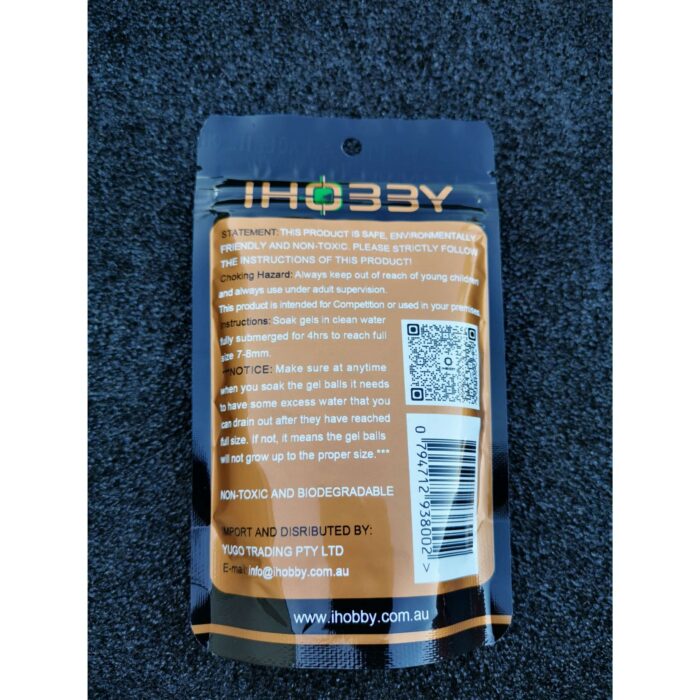 IHOBBY
STATEMENT: THIS PRODUCT IS SAFE, ENVIRONMENTALLY
FRIENDLY AND NON-TOXIC. PLEASE STRICTLY FOLLOW
THE INSTRUCTIONS OF THIS PRODUCT!
Choking Hazard: Always keep out of reach of young children
and always use under adult supervision.
This product is intended for Competition or used in your premises.
Instructions: Soak gels in clean water
fully submerged for 4hrs to reach full
size 7-8mm.
***NOTICE: Make sure at anytime
when you soak the gel balls it needs
to have some excess water that you
can drain out after they have reached
full size. If not, it means the gel balls
will not grow up to the proper size.***
NON-TOXIC AND BIODEGRADABLE
IMPORT AND DISRIBUTED BY:
YUGO TRADING PTY LTD
E-mail: info@ihobby.com.au
0 794712 938002 >
www.ihobby.com.au